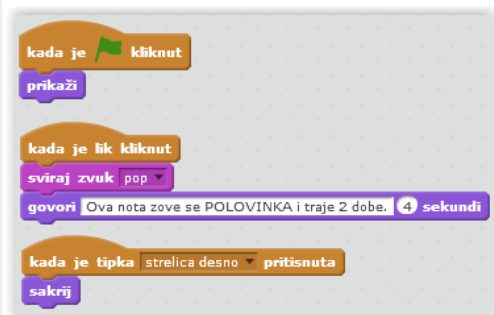 kada je kliknut
prikaži
kada je lik kliknut
sviraj zvuk pop
govori Ova nota zove se POLOVINKA i traje 2 dobe. 4 sekundi
kada je tipka strelica desno pritisnuta
sakrij